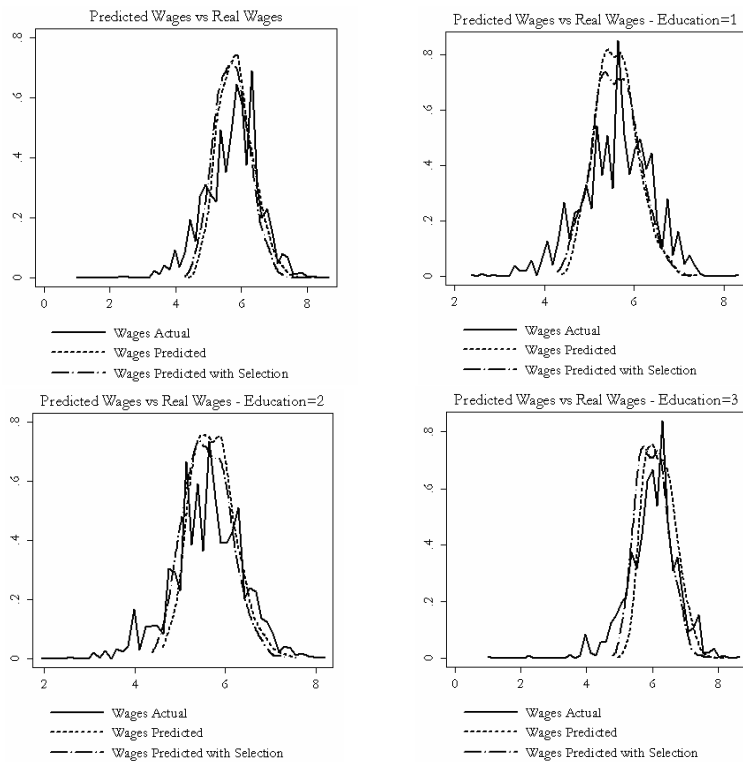 Predicted Wages vs Real Wages
.8
.6
.4
.2
0
0 2 4 6 8
Wages Actual
Wages Predicted
Wages Predicted with Selection
Predicted Wages vs Real Wages - Education=1
.8
.6
.4
.2
0
2 4 6 8
Wages Actual
Wages Predicted
Wages Predicted with Selection
Predicted Wages vs Real Wages - Education=2
.8
.6
.4
.2
0
2 4 6 8
Wages Actual
Wages Predicted
Wages Predicted with Selection
Predicted Wages vs Real Wages - Education=3
.8
.6
.4
.2
0
0 2 4 6 8
Wages Actual
Wages Predicted
Wages Predicted with Selection